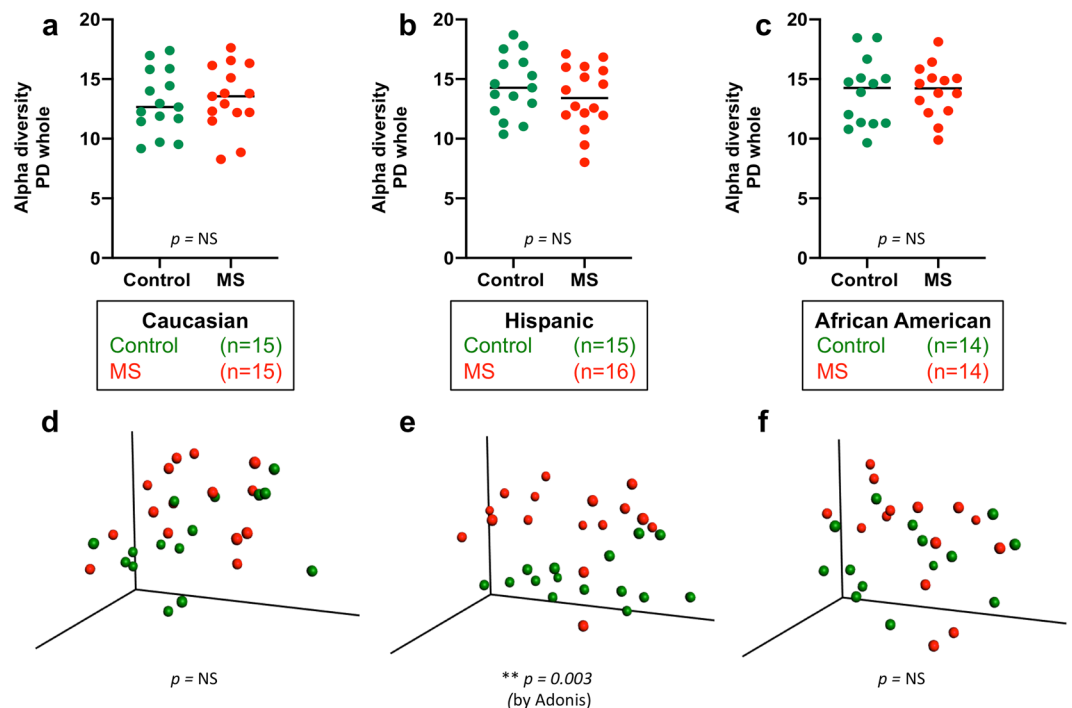 a
20
15
10
5
0
Alpha diversity
PD whole
p = NS
Control MS
Caucasian
Control (n=15)
MS (n=15)
b
20
15
10
5
0
Alpha diversity
PD whole
p = NS
Control MS
Hispanic
Control (n=15)
MS (n=16)
c
20
15
10
5
0
Alpha diversity
PD whole
p = NS
Control MS
African American
Control (n=14)
MS (n=14)
d
p = NS
e
** p = 0.003
(by Adonis)
f
p = NS